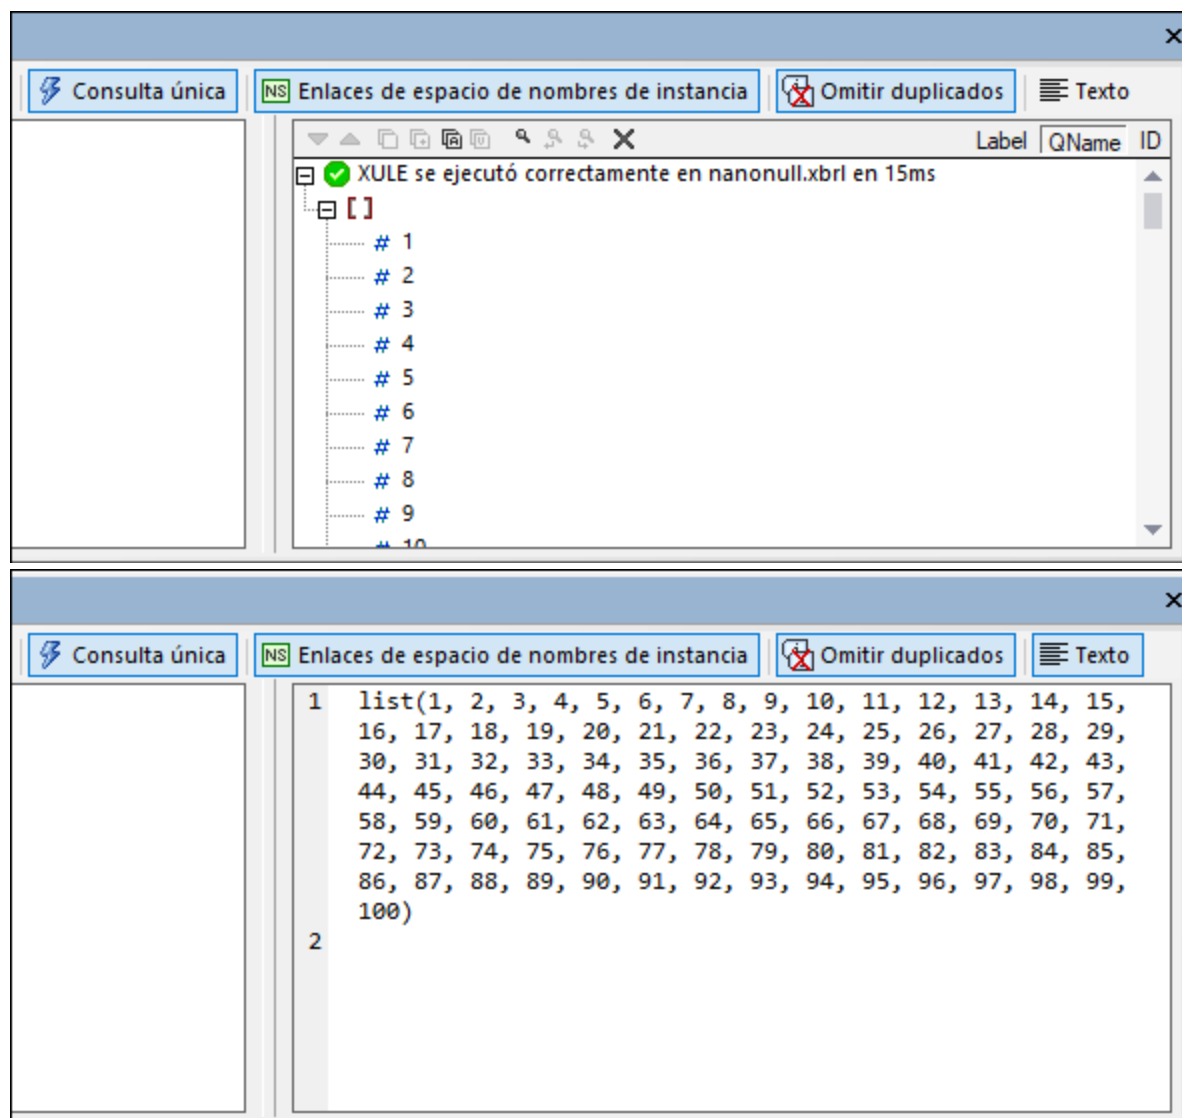 Consulta única NS Enlaces de espacio de nombres de instancia Omitir duplicados Texto
Label QName ID
XULE se ejecutó correctamente en nanonull.xbrl en 15ms
[]
# 1
# 2
# 3
# 4
# 5
# 6
# 7
# 8
# 9
# 10
Consulta única NS Enlaces de espacio de nombres de instancia Omitir duplicados Texto
1 list(1, 2, 3, 4, 5, 6, 7, 8, 9, 10, 11, 12, 13, 14, 15,
16, 17, 18, 19, 20, 21, 22, 23, 24, 25, 26, 27, 28, 29,
30, 31, 32, 33, 34, 35, 36, 37, 38, 39, 40, 41, 42, 43,
44, 45, 46, 47, 48, 49, 50, 51, 52, 53, 54, 55, 56, 57,
58, 59, 60, 61, 62, 63, 64, 65, 66, 67, 68, 69, 70, 71,
72, 73, 74, 75, 76, 77, 78, 79, 80, 81, 82, 83, 84, 85,
86, 87, 88, 89, 90, 91, 92, 93, 94, 95, 96, 97, 98, 99,
100)
2